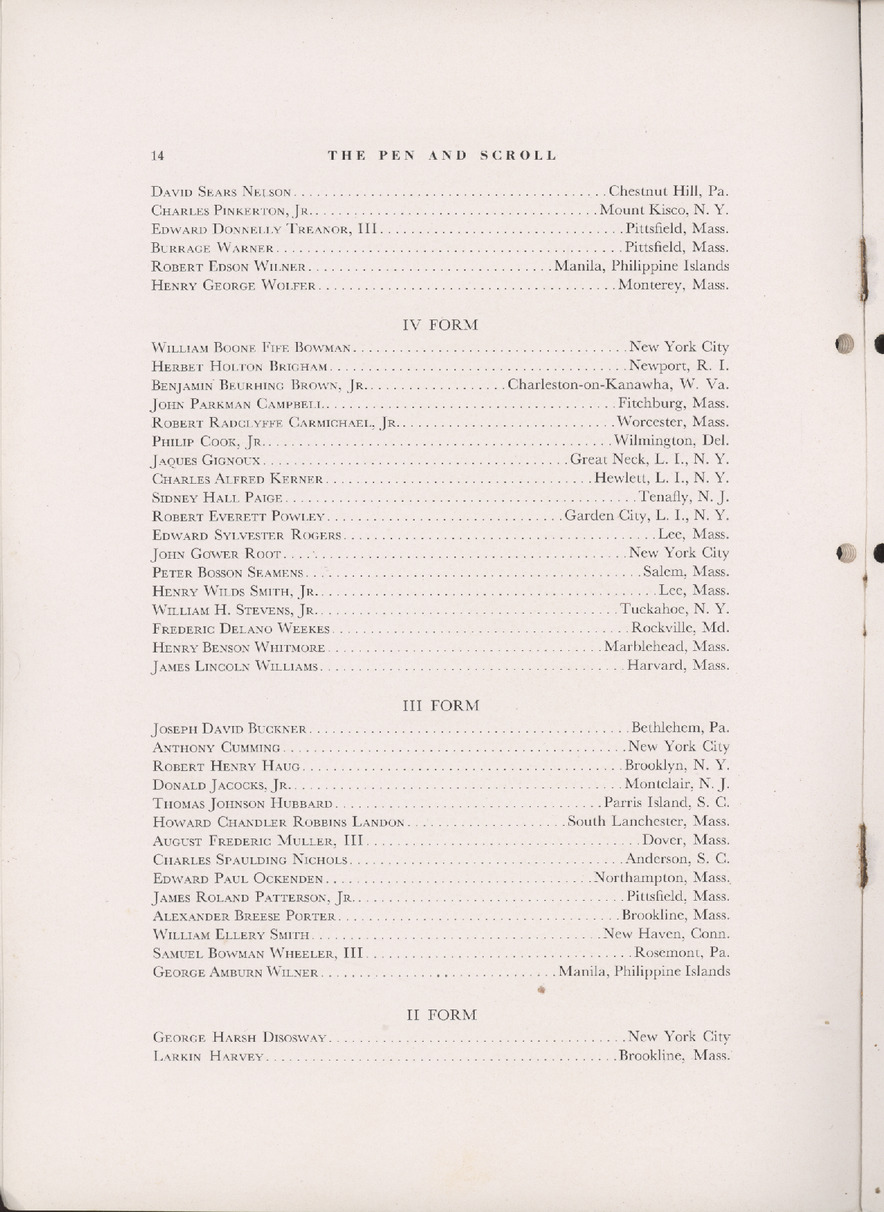 14 THE PEN AND SCROLL
David Sears Nelson. . . . . . . . . . . . . . . . . . . . Chestnut Hill, Pa.
Charles Pinkerton, Jr. . . . . . . . . . . . . . . . . . . . Mount Kisco, N. Y.
Edward Donnelly Treanor, III. . . . . . . . . . . . . . . . . . . . Pittsfield, Mass.
Burrage Warner. . . . . . . . . . . . . . . . . . . . Pittsfield, Mass.
Robert Edson Wilner. . . . . . . . . . . . . . . . . . . . Manila, Philippine Islands
Henry George Wolfer. . . . . . . . . . . . . . . . . . . . Monterey, Mass.
IV FORM
William Boone Fife Bowman. . . . . . . . . . . . . . . . . . . . New York City
Herbet Holton Brigham. . . . . . . . . . . . . . . . . . . . Newport, R. I.
Benjamin Beurhing Brown, Jr. . . . . . . . . . . . . . . . . . . . Charleston-on-Kanawha, W. Va.
John Parkman Campbell. . . . . . . . . . . . . . . . . . . . Fitchburg, Mass.
Robert Radclyffe Carmichael, Jr. . . . . . . . . . . . . . . . . . . . Worcester, Mass.
Philip Cook, Jr. . . . . . . . . . . . . . . . . . . . Wilmington, Del.
Jaques Gignoux. . . . . . . . . . . . . . . . . . . . Great Neck, L. I., N. Y.
Charles Alfred Kerner. . . . . . . . . . . . . . . . . . . . Hewlett, L. I., N. Y.
Sidney Hall Paige. . . . . . . . . . . . . . . . . . . . Tenafly, N. J.
Robert Everett Powley. . . . . . . . . . . . . . . . . . . . Garden City, L. I., N. Y.
Edward Sylvester Rogers. . . . . . . . . . . . . . . . . . . . Lee, Mass.
John Gower Root. . . . . . . . . . . . . . . . . . . . New York City
Peter Bosson Seamens. . . . . . . . . . . . . . . . . . . . Salem, Mass.
Henry Wilds Smith, Jr. . . . . . . . . . . . . . . . . . . . Lee, Mass.
William H. Stevens, Jr. . . . . . . . . . . . . . . . . . . . Tuckahoe, N. Y.
Frederic Delano Weekes. . . . . . . . . . . . . . . . . . . . Rockville, Md.
Henry Benson Whitmore. . . . . . . . . . . . . . . . . . . . Marblehead, Mass.
James Lincoln Williams. . . . . . . . . . . . . . . . . . . . Harvard, Mass.
III FORM
Joseph David Buckner. . . . . . . . . . . . . . . . . . . . Bethlehem, Pa.
Anthony Cumming. . . . . . . . . . . . . . . . . . . . New York City
Robert Henry Haug. . . . . . . . . . . . . . . . . . . . Brooklyn, N. Y.
Donald Jacocks, Jr. . . . . . . . . . . . . . . . . . . . Montclair, N. J.
Thomas Johnson Hubbard. . . . . . . . . . . . . . . . . . . . Parris Island, S. C.
Howard Chandler Robbins Landon. . . . . . . . . . . . . . . . . . . . South Lanchester, Mass.
August Frederic Muller, III. . . . . . . . . . . . . . . . . . . . Dover, Mass.
Charles Spaulding Nichols. . . . . . . . . . . . . . . . . . . . Anderson, S. C.
Edward Paul Ockenden. . . . . . . . . . . . . . . . . . . . Northampton, Mass.
James Roland Patterson, Jr. . . . . . . . . . . . . . . . . . . . Pittsfield, Mass.
Alexander Breese Porter. . . . . . . . . . . . . . . . . . . . Brookline, Mass.
William Ellery Smith. . . . . . . . . . . . . . . . . . . . New Haven, Conn.
Samuel Bowman Wheeler, III. . . . . . . . . . . . . . . . . . . . Rosemont, Pa.
George Amburn Wilner. . . . . . . . . . . . . . . . . . . . Manila, Philippine Islands
II FORM
George Harsh Disosway. . . . . . . . . . . . . . . . . . . . New York City
Larkin Harvey. . . . . . . . . . . . . . . . . . . . Brookline, Mass.